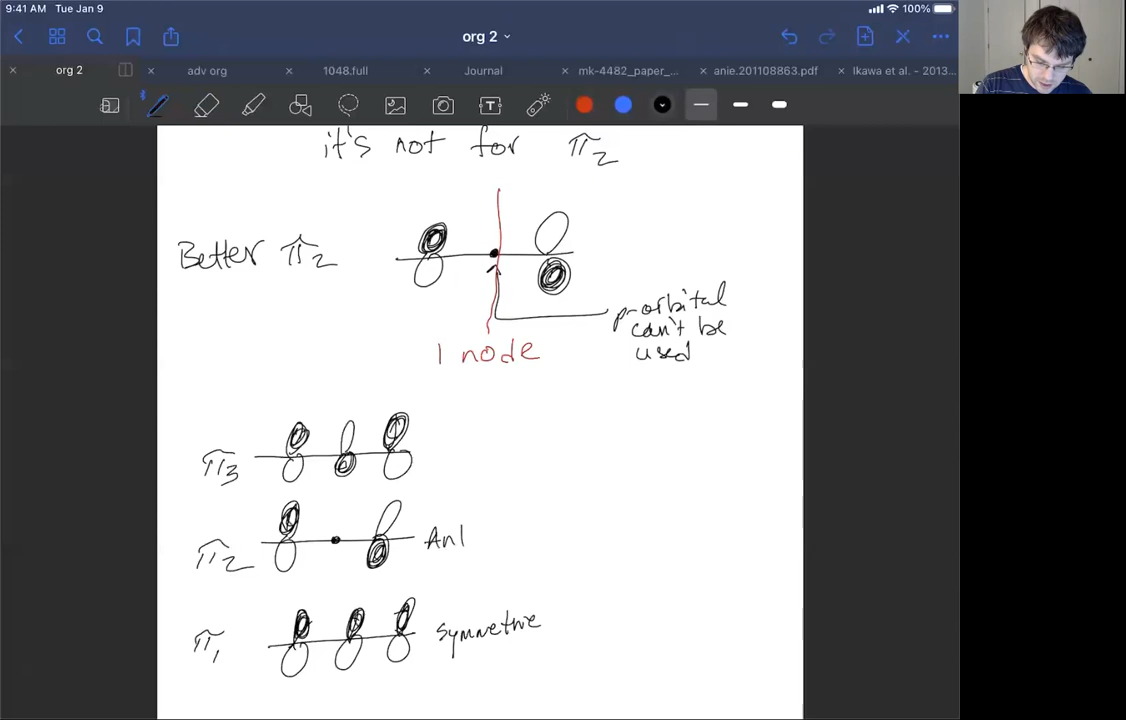 9:41 AM Tue Jan 9
100%
org 2
org 2
adv org
1048.full
Journal
mk-4482_paper_...
anie.201108863.pdf
Ikawa et al. - 2013...
it's not for π2
Better π2
p-orbital
can't be
used
1 node
π3
π2
Ant
π1
symmetric